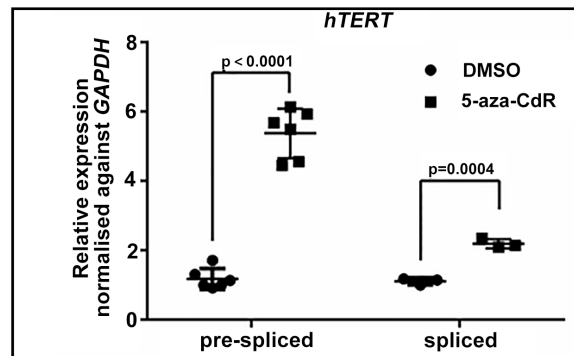 hTERT
Relative expression
normalised against GAPDH
8
6
4
2
0
p < 0.0001
p=0.0004
DMSO
5-aza-CdR
pre-spliced
spliced